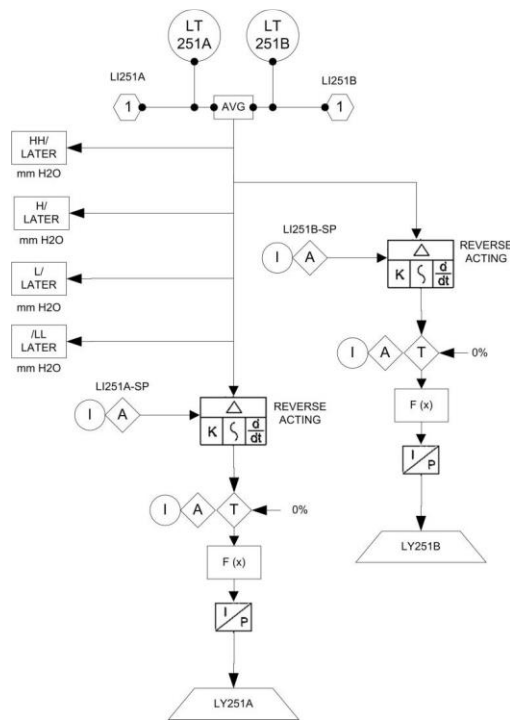 LT
251A
LT
251B
LI251A
LI251B
1
AVG
1
HH/
LATER
mm H2O
H/
LATER
mm H2O
L/
LATER
mm H2O
/LL
LATER
mm H2O
LI251B-SP
I
A
△
K
∫
d
dt
REVERSE
ACTING
I
A
T
0%
F (x)
I
P
LY251B
LI251A-SP
I
A
△
K
∫
d
dt
REVERSE
ACTING
I
A
T
0%
F (x)
I
P
LY251A